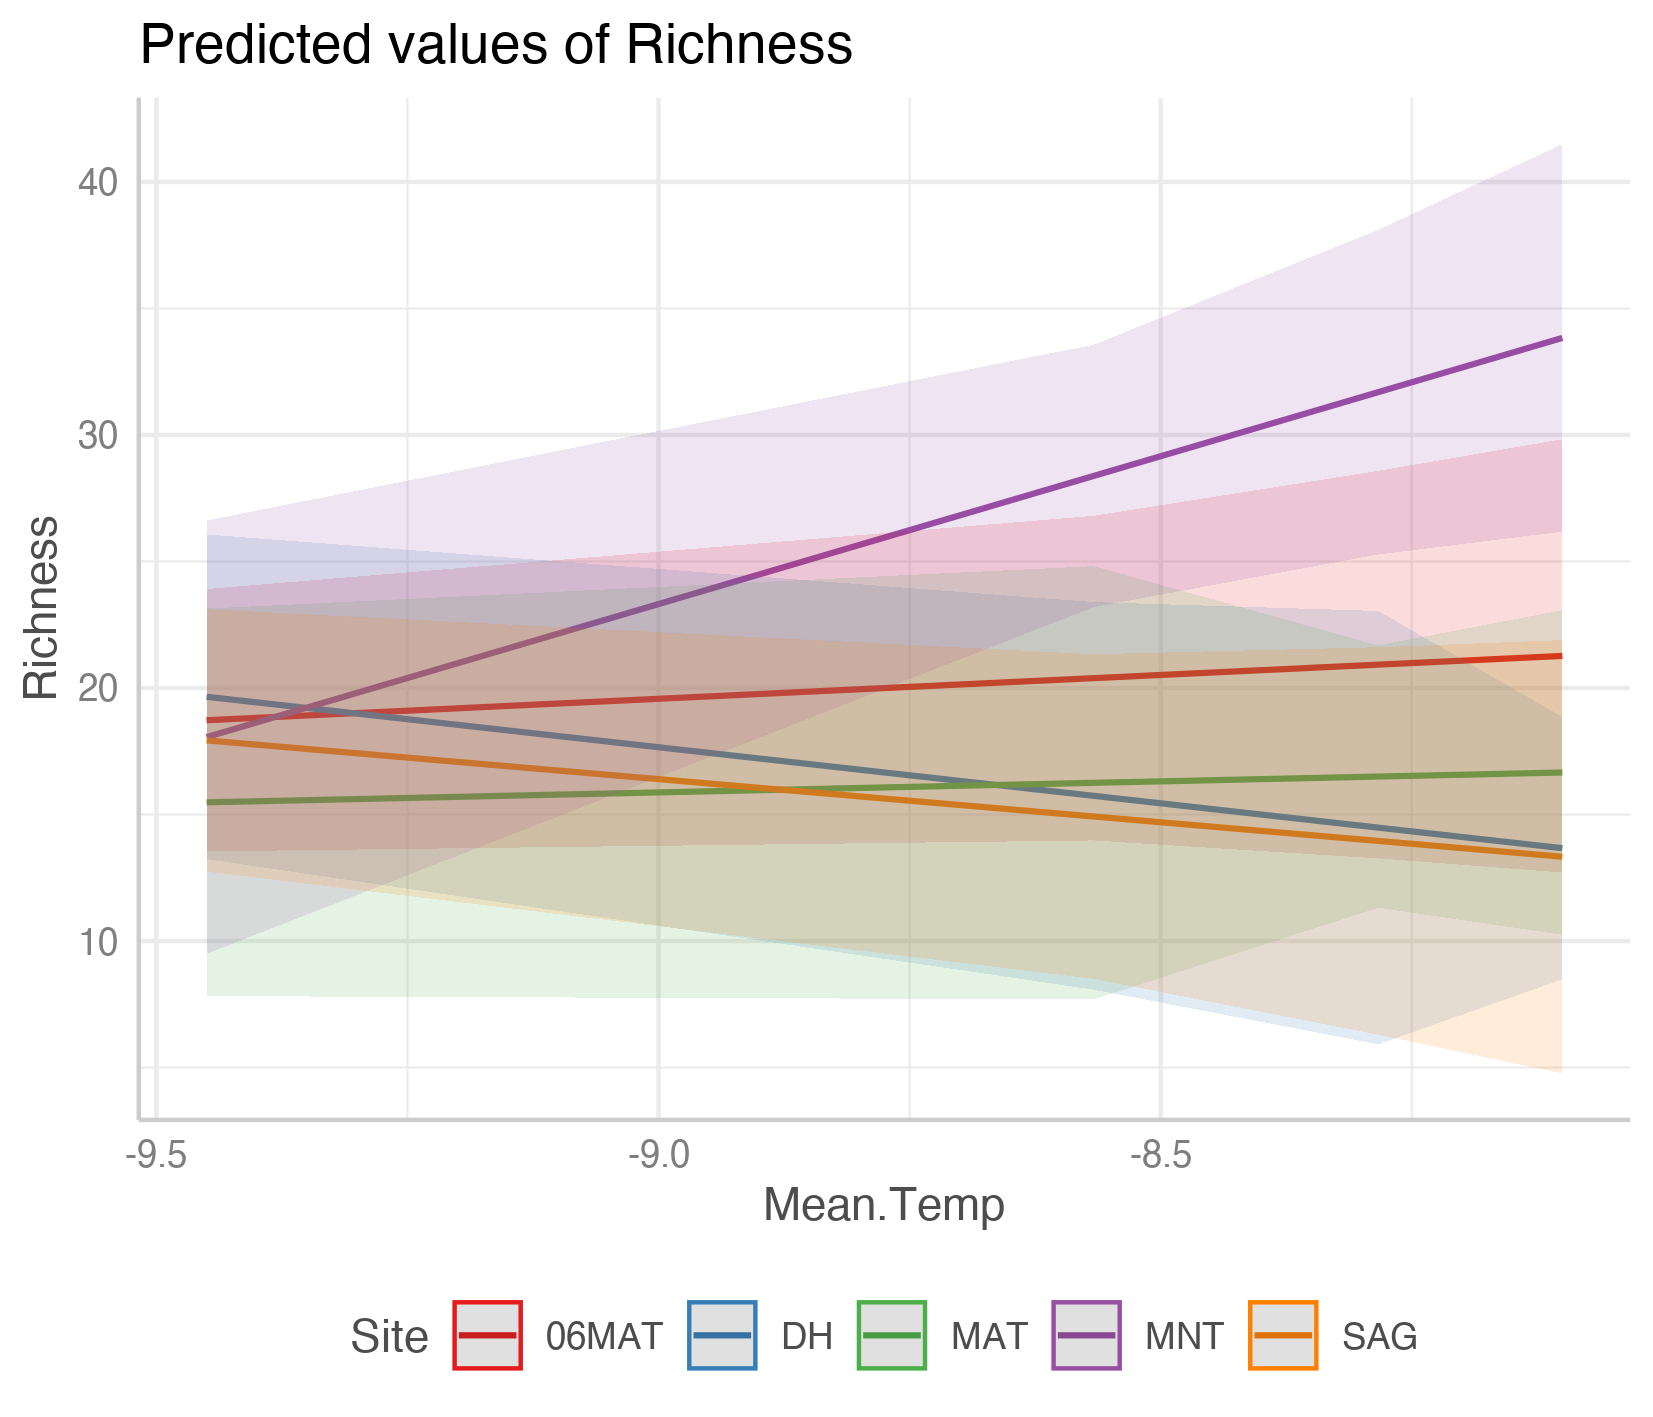 Predicted values of Richness
40
30
20
10
Richness
-9.5 -9.0 -8.5
Mean.Temp
Site 06MAT DH MAT MNT SAG